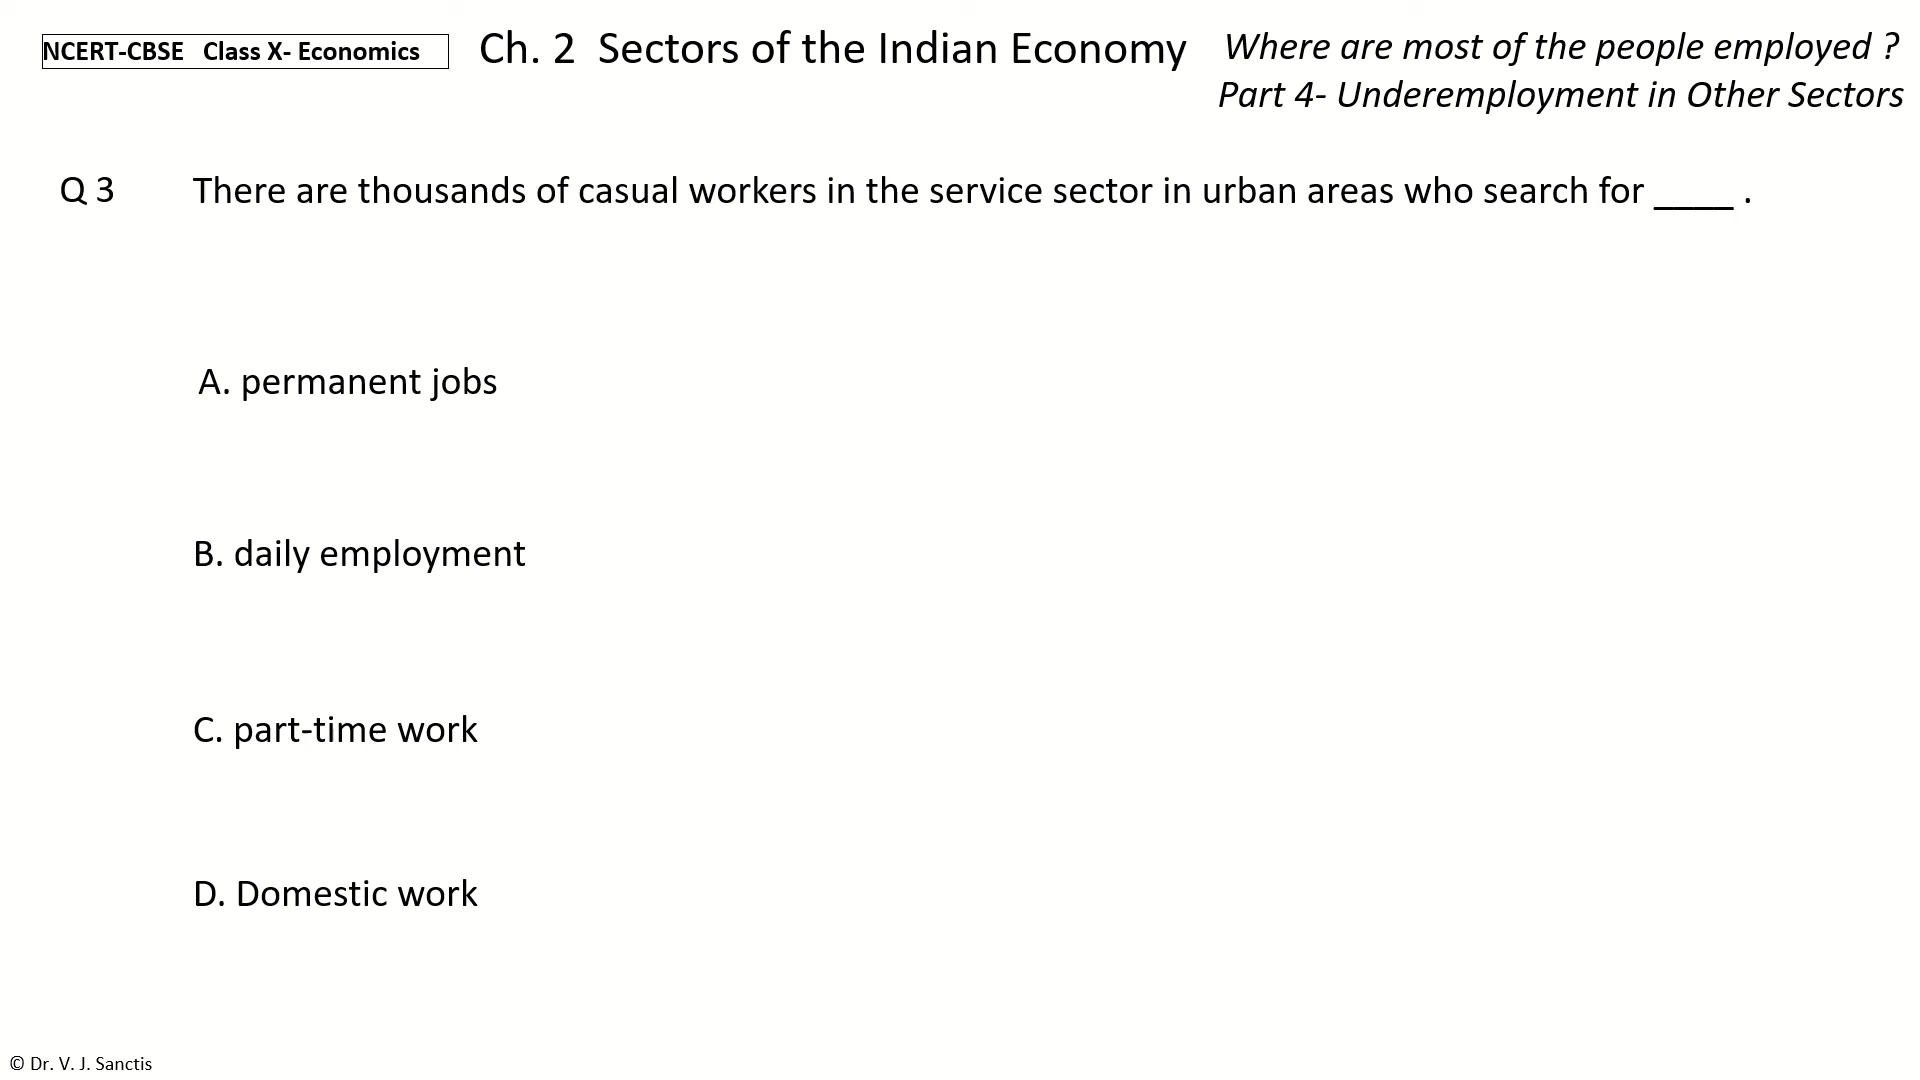 NCERT-CBSE Class X- Economics
Ch. 2 Sectors of the Indian Economy
Where are most of the people employed ?
Part 4- Underemployment in Other Sectors
Q 3 There are thousands of casual workers in the service sector in urban areas who search for ____ .
A. permanent jobs
B. daily employment
C. part-time work
D. Domestic work
© Dr. V. J. Sanctis